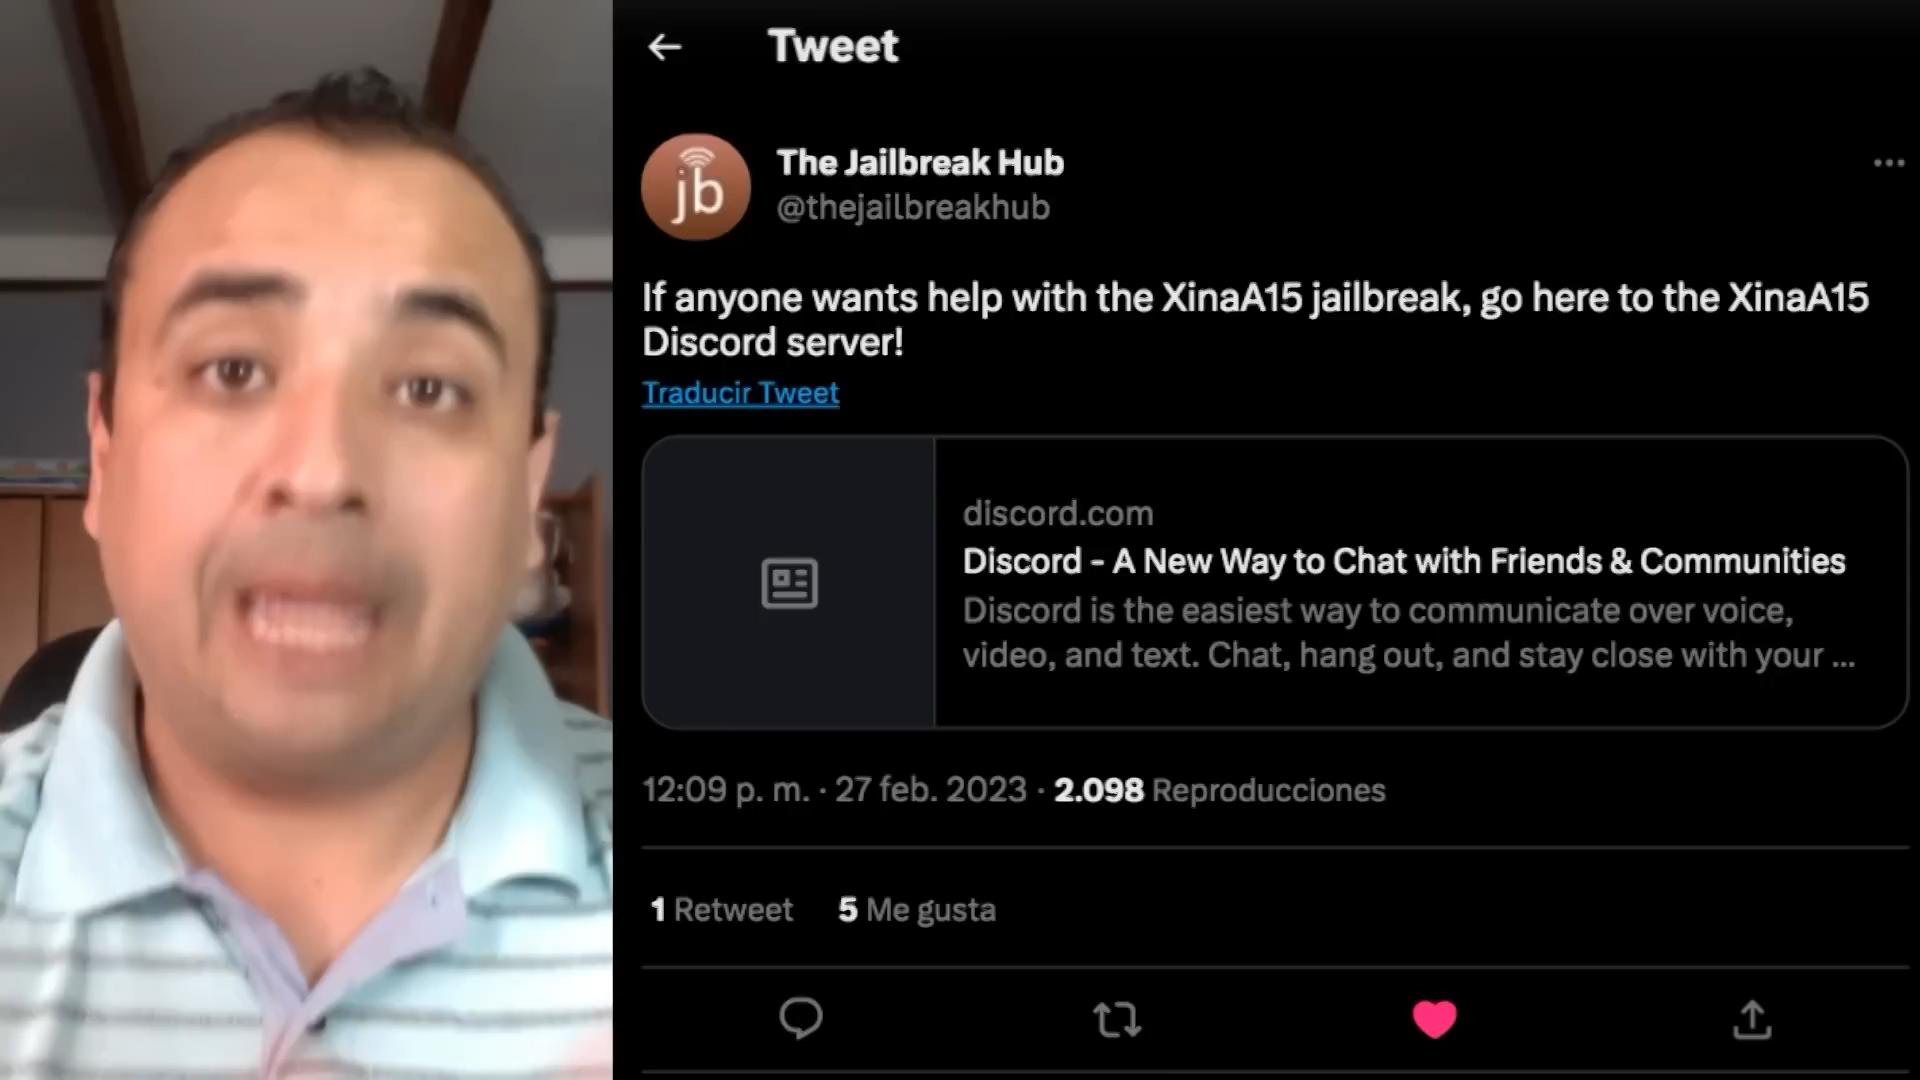 Tweet
jb
The Jailbreak Hub
@thejailbreakhub
If anyone wants help with the XinaA15 jailbreak, go here to the XinaA15
Discord server!
Traducir Tweet
discord.com
Discord - A New Way to Chat with Friends & Communities
Discord is the easiest way to communicate over voice,
video, and text. Chat, hang out, and stay close with your ...
12:09 p. m. · 27 feb. 2023 · 2.098 Reproducciones
1 Retweet 5 Me gusta